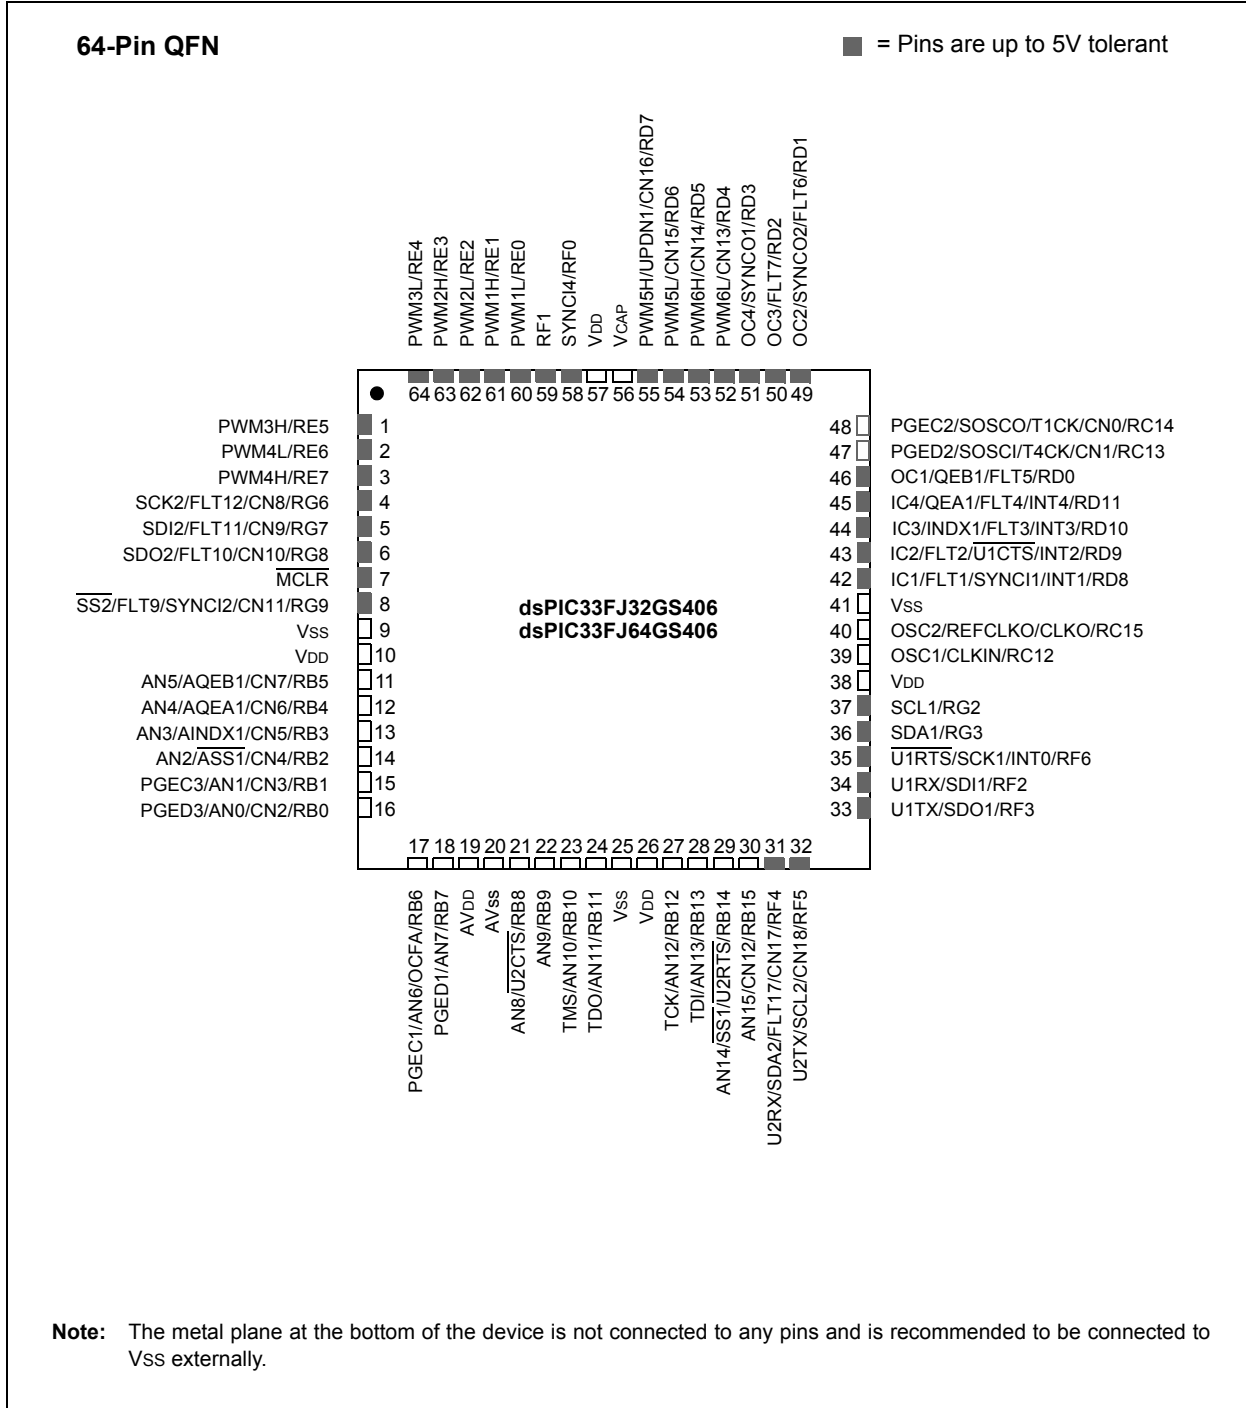 64-Pin QFN
= Pins are up to 5V tolerant
PWM3L/RE4
PWM2H/RE3
PWM2L/RE2
PWM1H/RE1
PWM1L/RE0
RF1
SYNCI4/RF0
VDD
VCAP
PWM5H/UPDN1/CN16/RD7
PWM5L/CN15/RD6
PWM6H/CN14/RD5
PWM6L/CN13/RD4
OC4/SYNCO1/RD3
OC3/FLT7/RD2
OC2/SYNCO2/FLT6/RD1
64 63 62 61 60 59 58 57 56 55 54 53 52 51 50 49
PWM3H/RE5 1
PWM4L/RE6 2
PWM4H/RE7 3
SCK2/FLT12/CN8/RG6 4
SDI2/FLT11/CN9/RG7 5
SDO2/FLT10/CN10/RG8 6
MCLR 7
SS2/FLT9/SYNCI2/CN11/RG9 8
VSS 9
VDD 10
AN5/AQEB1/CN7/RB5 11
AN4/AQEA1/CN6/RB4 12
AN3/AINDX1/CN5/RB3 13
AN2/ASS1/CN4/RB2 14
PGEC3/AN1/CN3/RB1 15
PGED3/AN0/CN2/RB0 16
dsPIC33FJ32GS406
dsPIC33FJ64GS406
48 PGEC2/SOSCO/T1CK/CN0/RC14
47 PGED2/SOSCI/T4CK/CN1/RC13
46 OC1/QEB1/FLT5/RD0
45 IC4/QEA1/FLT4/INT4/RD11
44 IC3/INDX1/FLT3/INT3/RD10
43 IC2/FLT2/U1CTS/INT2/RD9
42 IC1/FLT1/SYNCI1/INT1/RD8
41 VSS
40 OSC2/REFCLKO/CLKO/RC15
39 OSC1/CLKIN/RC12
38 VDD
37 SCL1/RG2
36 SDA1/RG3
35 U1RTS/SCK1/INT0/RF6
34 U1RX/SDI1/RF2
33 U1TX/SDO1/RF3
17 18 19 20 21 22 23 24 25 26 27 28 29 30 31 32
PGEC1/AN6/OCFA/RB6
PGED1/AN7/RB7
AVDD
AVss
AN8/U2CTS/RB8
AN9/RB9
TMS/AN10/RB10
TDO/AN11/RB11
VSS
VDD
TCK/AN12/RB12
TDI/AN13/RB13
AN14/SS1/U2RTS/RB14
AN15/CN12/RB15
U2RX/SDA2/FLT17/CN17/RF4
U2TX/SCL2/CN18/RF5
Note: The metal plane at the bottom of the device is not connected to any pins and is recommended to be connected to
VSS externally.